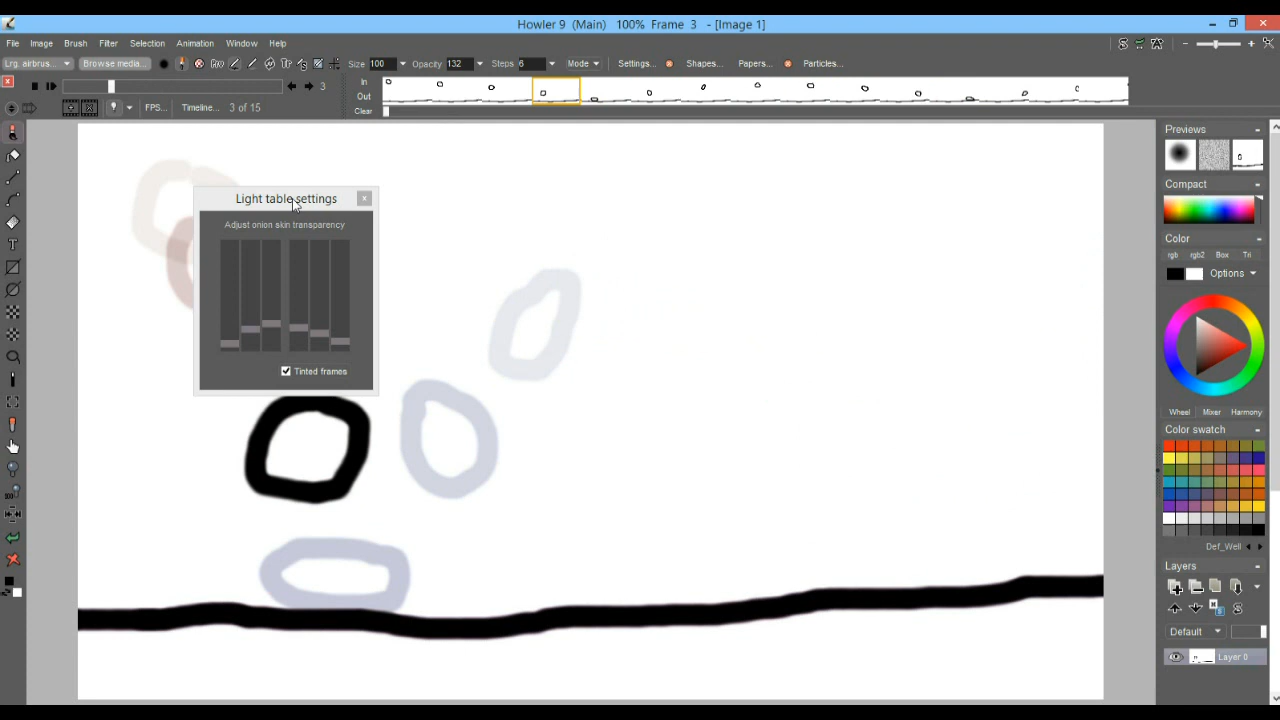 Howler 9 (Main) 100% Frame 3 - [Image 1]
File Image Brush Filter Selection Animation Window Help
Lrg. airbrus... Browse media... Size 100 Opacity 132 Steps 6 Mode Settings... Shapes... Papers... Particles...
3 In
Out
FPS... Timeline... 3 of 15 Clear
Previews
Compact
Color
rgb rgb2 Box Tri
Options
Wheel Mixer Harmony
Color swatch
Def_Well
Layers
Default
Layer 0
Light table settings
Adjust onion skin transparency
Tinted frames